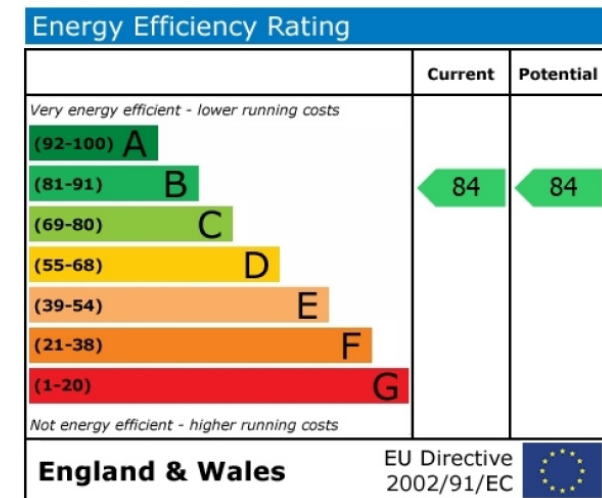 Energy Efficiency Rating
Current Potential
Very energy efficient - lower running costs
(92-100) A
(81-91) B 84 84
(69-80) C
(55-68) D
(39-54) E
(21-38) F
(1-20) G
Not energy efficient - higher running costs
England & Wales
EU Directive
2002/91/EC